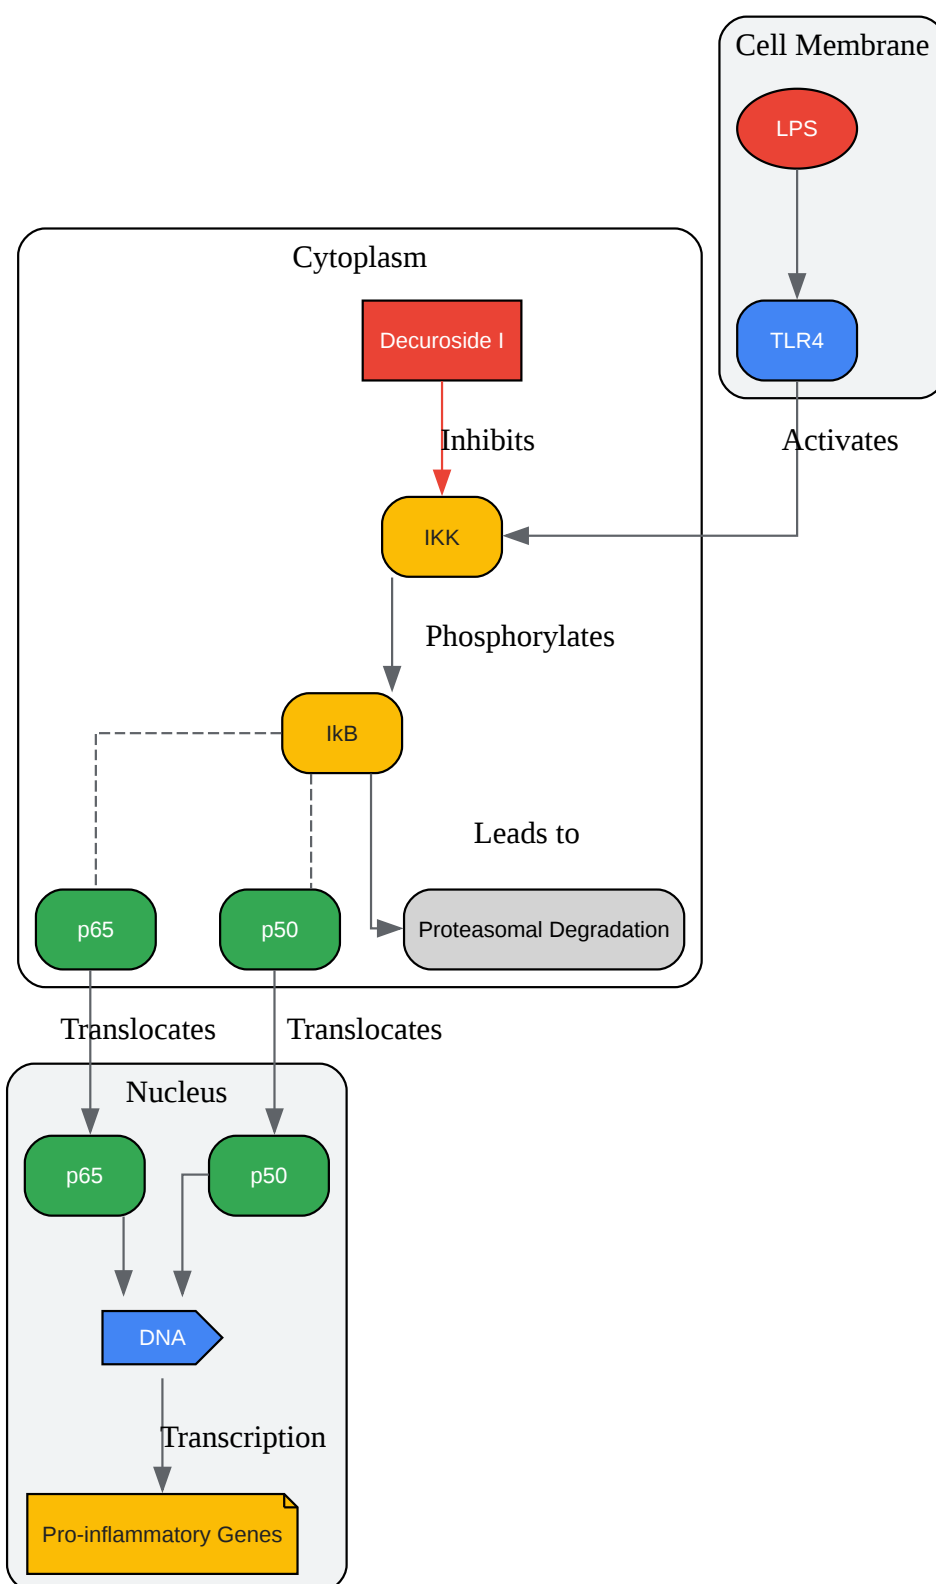 Cell Membrane
LPS
Cytoplasm
Decuroside I
TLR4
Inhibits
Activates
IKK
Phosphorylates
IkB
Leads to
p65
p50
Proteasomal Degradation
Translocates
Translocates
Nucleus
p65
p50
DNA
Transcription
Pro-inflammatory Genes